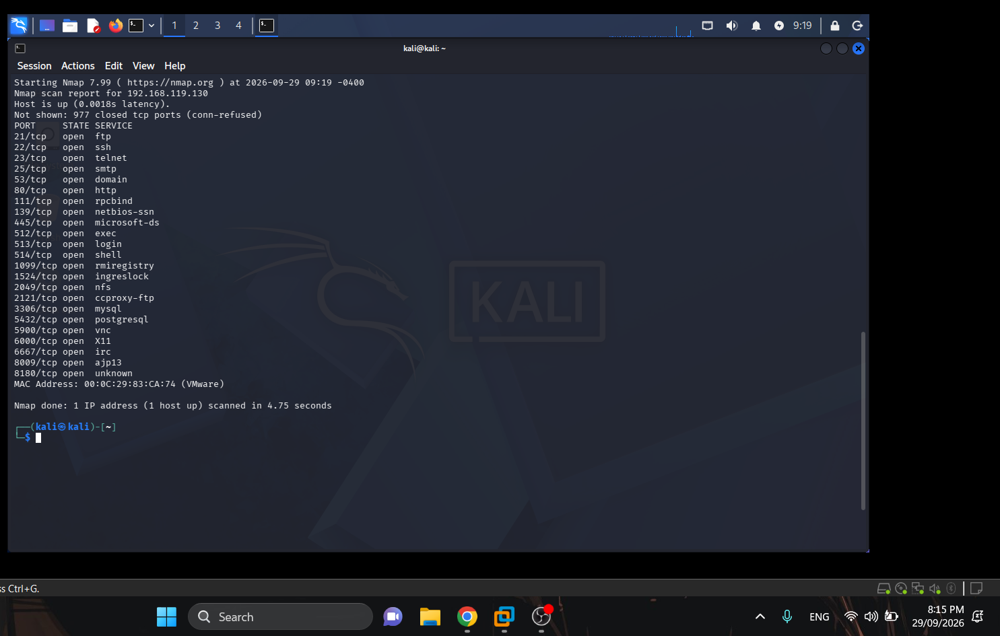 1 2 3 4 9:19
kali@kali: ~
Session Actions Edit View Help
Starting Nmap 7.99 ( https://nmap.org ) at 2026-09-29 09:19 -0400
Nmap scan report for 192.168.119.130
Host is up (0.0018s latency).
Not shown: 977 closed tcp ports (conn-refused)
PORT     STATE SERVICE
21/tcp   open  ftp
22/tcp   open  ssh
23/tcp   open  telnet
25/tcp   open  smtp
53/tcp   open  domain
80/tcp   open  http
111/tcp  open  rpcbind
139/tcp  open  netbios-ssn
445/tcp  open  microsoft-ds
512/tcp  open  exec
513/tcp  open  login
514/tcp  open  shell
1099/tcp open  rmiregistry
1524/tcp open  ingreslock
2049/tcp open  nfs
2121/tcp open  ccproxy-ftp
3306/tcp open  mysql
5432/tcp open  postgresql
5900/tcp open  vnc
6000/tcp open  X11
6667/tcp open  irc
8009/tcp open  ajp13
8180/tcp open  unknown
MAC Address: 00:0C:29:83:CA:74 (VMware)
Nmap done: 1 IP address (1 host up) scanned in 4.75 seconds
┌──(kali㉿kali)-[~]
└─$
KALI
ss Ctrl+G.
Search
ENG
8:15 PM
29/09/2026